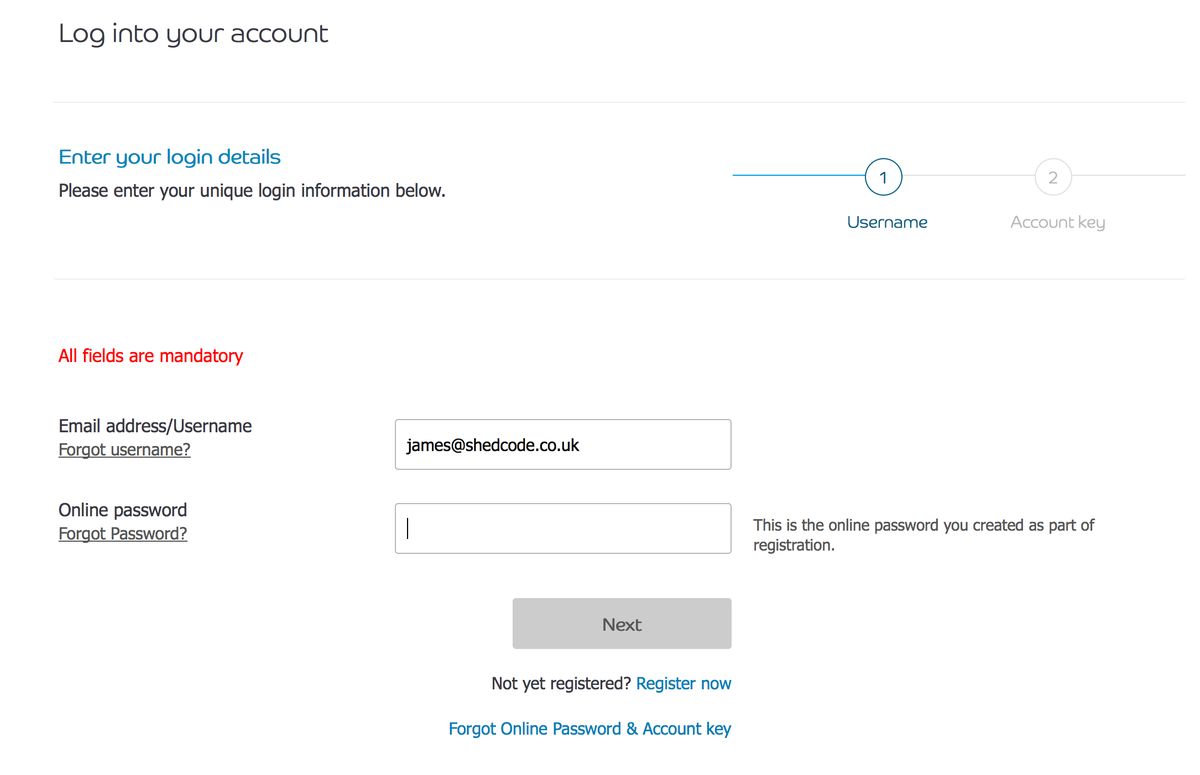 Log into your account
Enter your login details
Please enter your unique login information below.
1
2
Username
Account key
All fields are mandatory
Email address/Username
Forgot username?
james@shedcode.co.uk
Online password
Forgot Password?
This is the online password you created as part of
registration.
Next
Not yet registered? Register now
Forgot Online Password & Account key